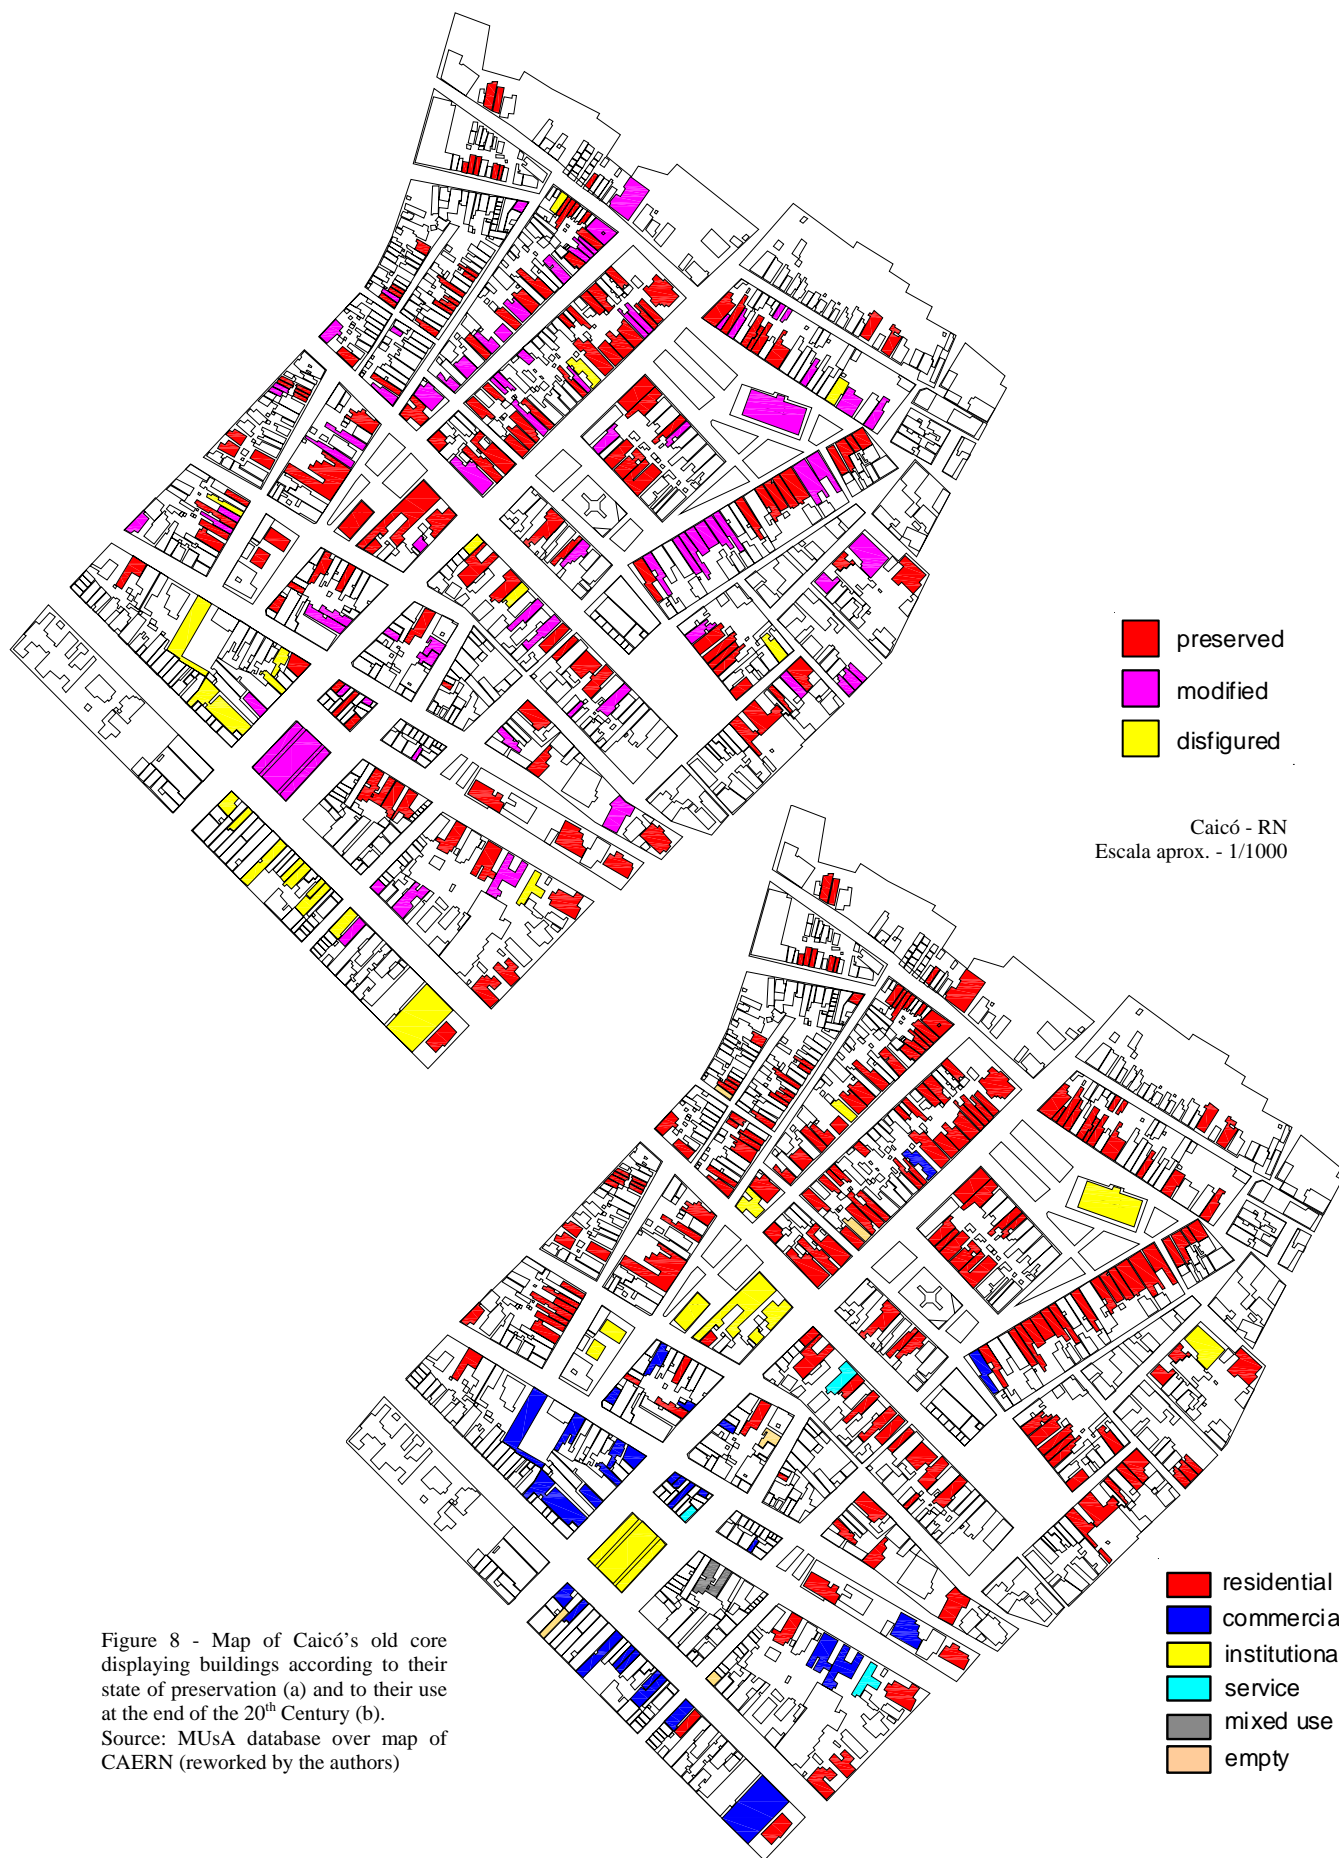 preserved
modified
disfigured
Caicó - RN
Escala aprox. - 1/1000
residential
commercia
institutiona
service
mixed use
empty
Figure 8 - Map of Caicó’s old core
displaying buildings according to their
state of preservation (a) and to their use
at the end of the 20th Century (b).
Source: MUsA database over map of
CAERN (reworked by the authors)